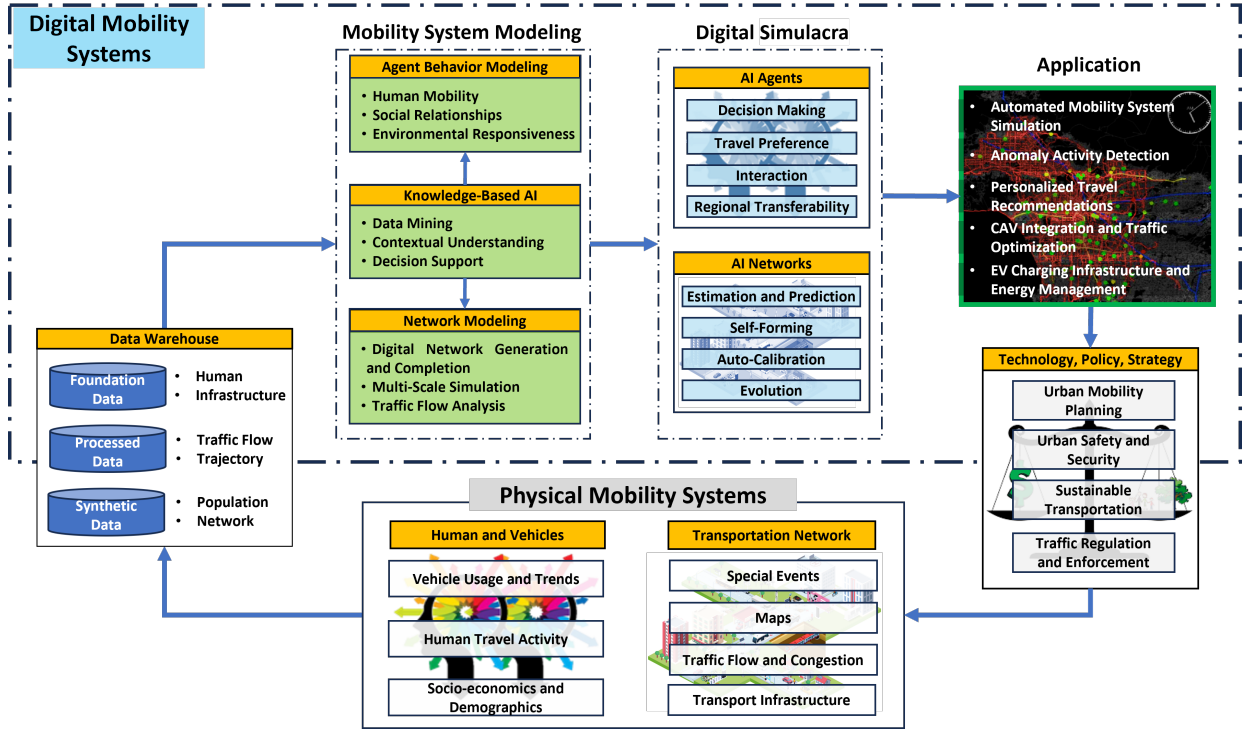 Digital Mobility
Systems
Mobility System Modeling
Agent Behavior Modeling
• Human Mobility
• Social Relationships
• Environmental Responsiveness
Knowledge-Based AI
• Data Mining
• Contextual Understanding
• Decision Support
Network Modeling
• Digital Network Generation
and Completion
• Multi-Scale Simulation
• Traffic Flow Analysis
Digital Simulacra
AI Agents
Decision Making
Travel Preference
Interaction
Regional Transferability
AI Networks
Estimation and Prediction
Self-Forming
Auto-Calibration
Evolution
Application
• Automated Mobility System
Simulation
• Anomaly Activity Detection
• Personalized Travel
Recommendations
• CAV Integration and Traffic
Optimization
• EV Charging Infrastructure and
Energy Management
Data Warehouse
Foundation
Data
• Human
• Infrastructure
Processed
Data
• Traffic Flow
• Trajectory
Synthetic
Data
• Population
• Network
Technology, Policy, Strategy
Urban Mobility
Planning
Urban Safety and
Security
Sustainable
Transportation
Traffic Regulation
and Enforcement
Physical Mobility Systems
Human and Vehicles
Vehicle Usage and Trends
Human Travel Activity
Socio-economics and
Demographics
Transportation Network
Special Events
Maps
Traffic Flow and Congestion
Transport Infrastructure